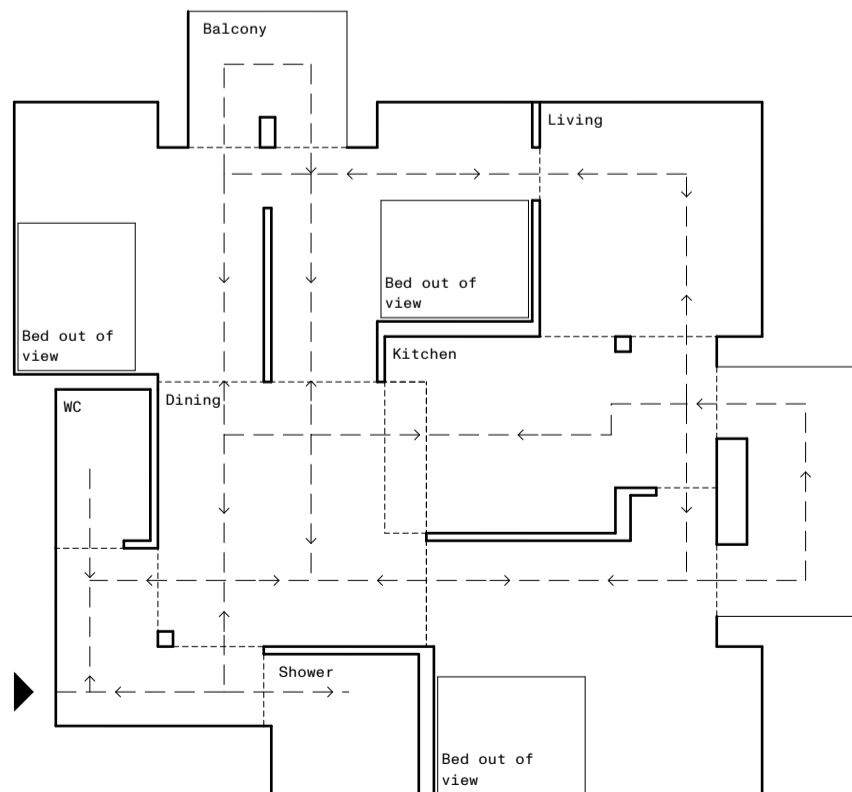 Balcony
Living
Bed out of
view
Bed out of
view
Kitchen
Dining
WC
Shower
Bed out of
view